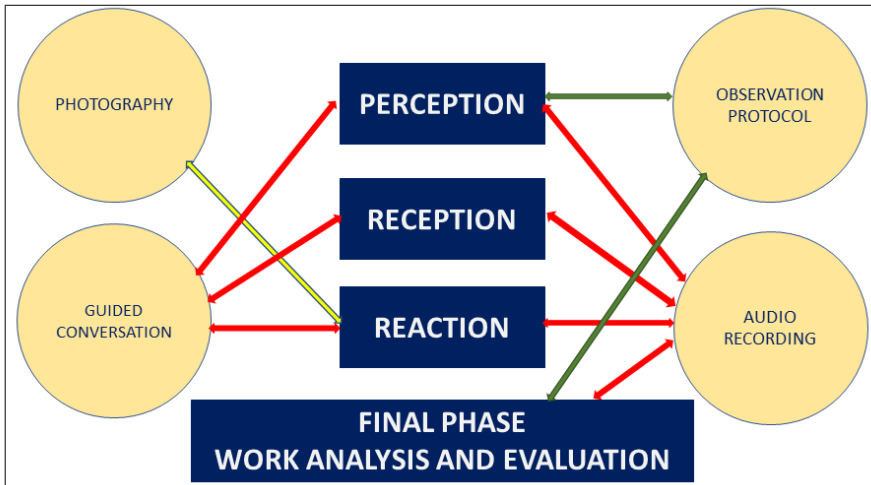 PHOTOGRAPHY
PERCEPTION
OBSERVATION
PROTOCOL
RECEPTION
GUIDED
CONVERSATION
REACTION
AUDIO
RECORDING
FINAL PHASE
WORK ANALYSIS AND EVALUATION